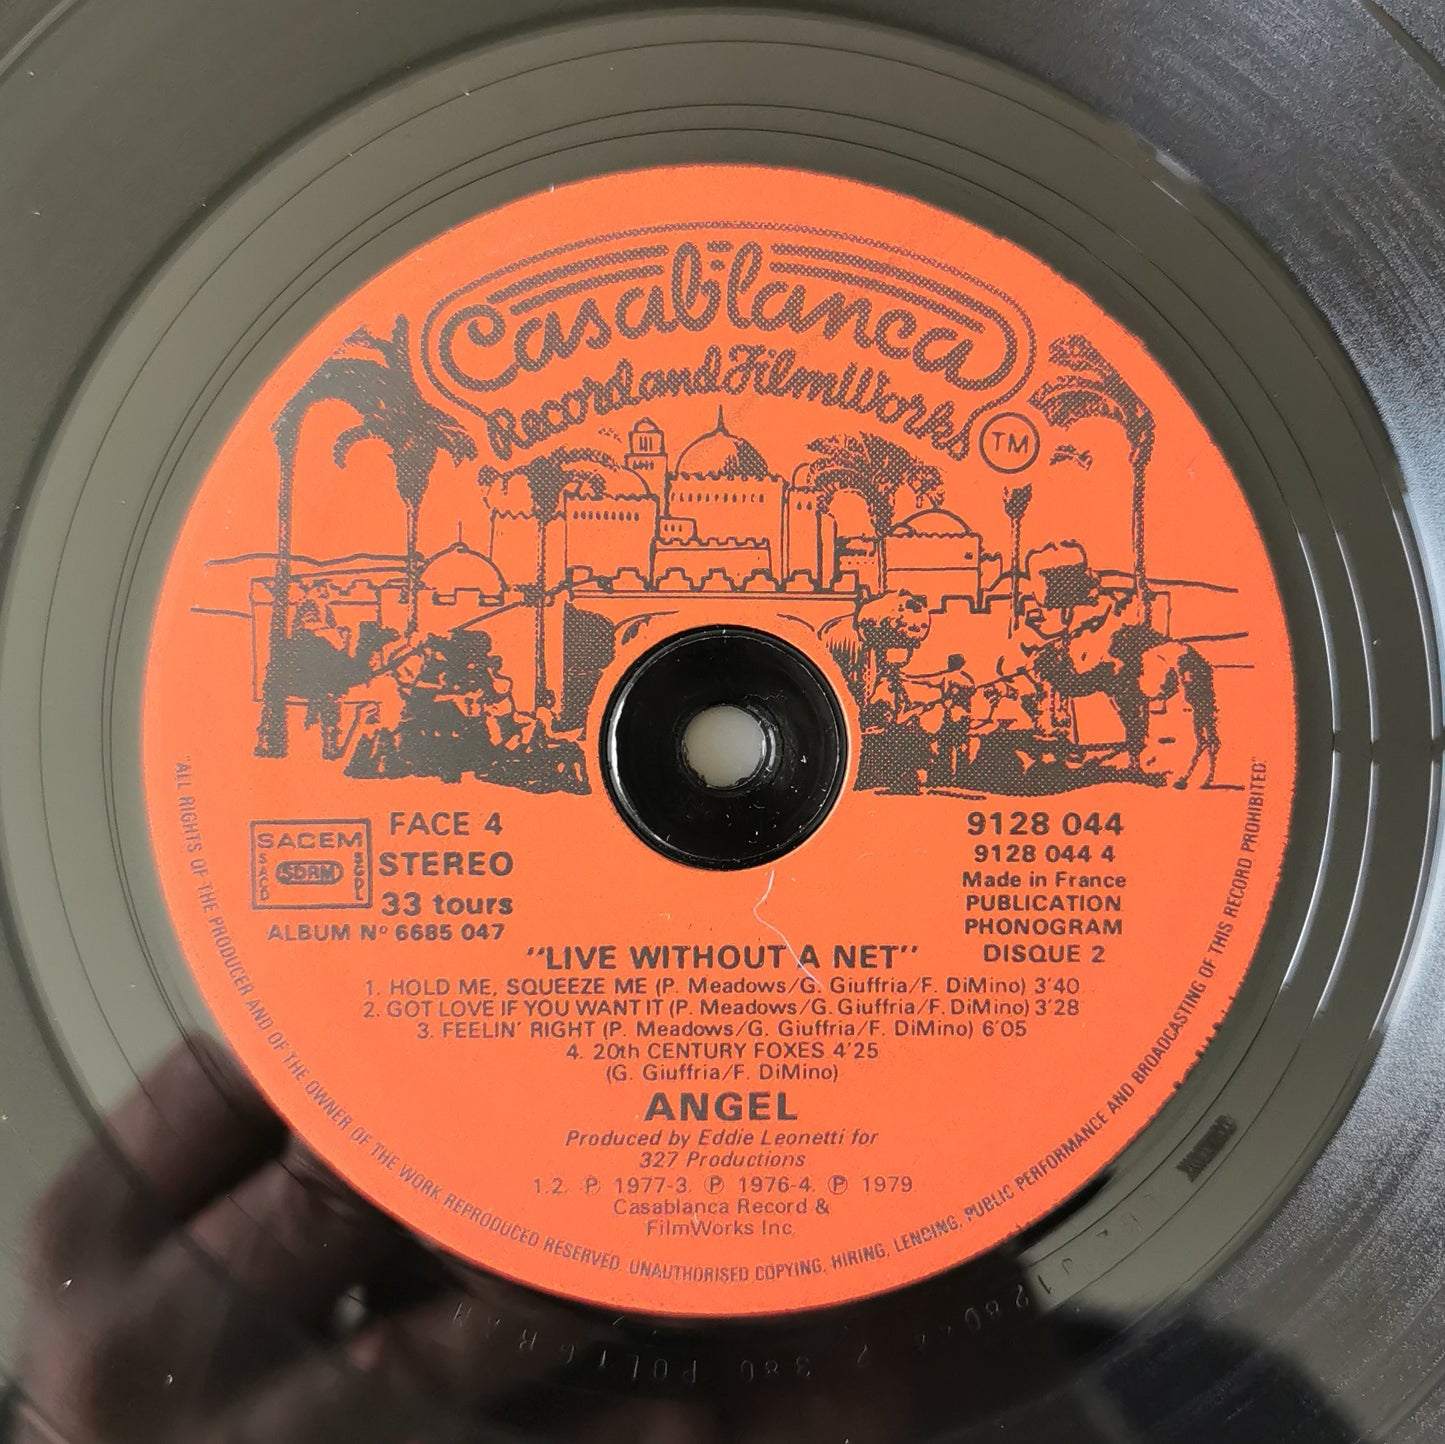 Casablanca
Record and FilmWorks
TM
SACEM
SACD
SDRM
SGDL
FACE 4
STEREO
33 tours
ALBUM Nº 6685 047
9128 044
9128 044 4
Made in France
PUBLICATION
PHONOGRAM
DISQUE 2
"LIVE WITHOUT A NET"
1. HOLD ME, SQUEEZE ME (P. Meadows/G. Giuffria/F. DiMino) 3'40
2. GOT LOVE IF YOU WANT IT (P. Meadows/G. Giuffria/F. DiMino) 3'28
3. FEELIN' RIGHT (P. Meadows/G. Giuffria/F. DiMino) 6'05
4. 20th CENTURY FOXES 4'25
(G. Giuffria/F. DiMino)
ANGEL
Produced by Eddie Leonetti for
327 Productions
1.2. ℗ 1977-3. ℗ 1976-4. ℗ 1979
Casablanca Record &
FilmWorks Inc.
"ALL RIGHTS OF THE PRODUCER AND OF THE OWNER OF THE WORK REPRODUCED RESERVED. UNAUTHORISED COPYING, HIRING, LENCING, PUBLIC PERFORMANCE AND BROADCASTING OF THIS RECORD PROHIBITED"
380 POLYGRAM